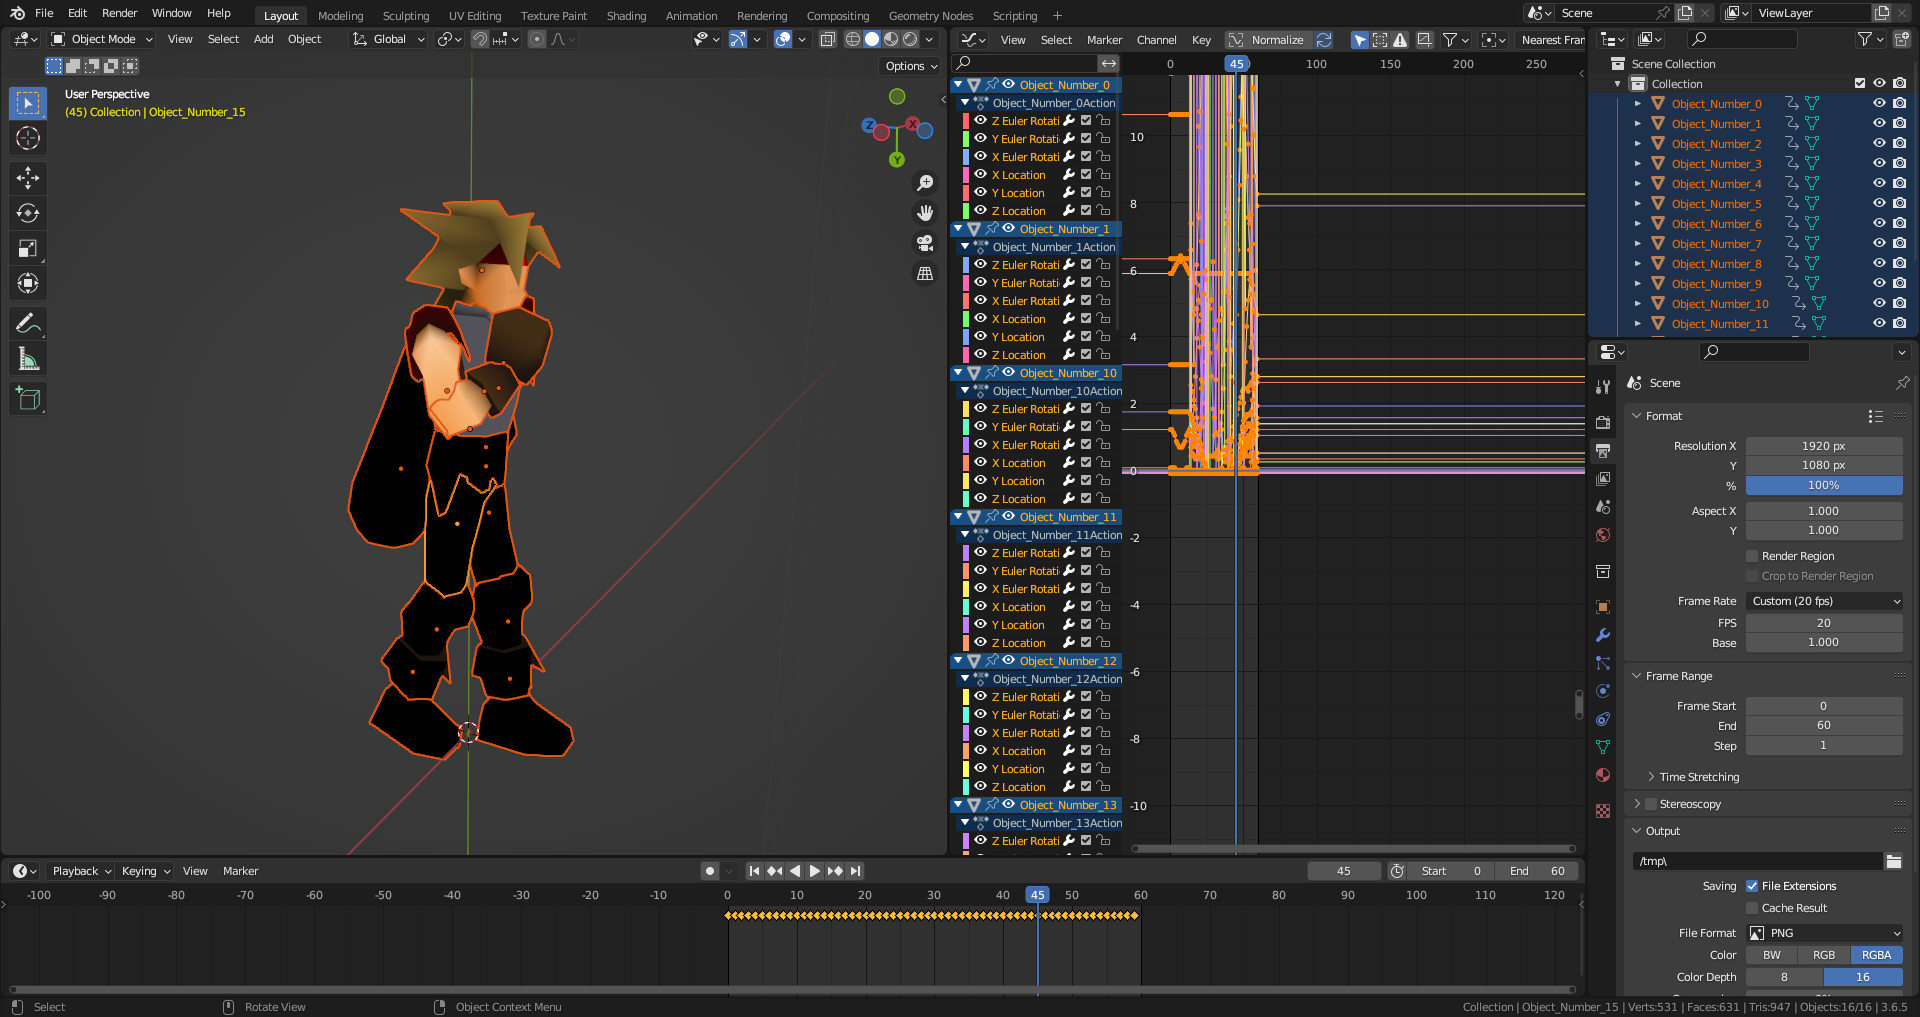 File Edit Render Window Help Layout Modeling Sculpting UV Editing Texture Paint Shading Animation Rendering Compositing Geometry Nodes Scripting + Scene ViewLayer
Object Mode View Select Add Object Global
Options
User Perspective
(45) Collection | Object_Number_15
Z X Y
View Select Marker Channel Key Normalize Nearest Fran
0 45 100 150 200 250
Object_Number_0
Object_Number_0Action
Z Euler Rotati
Y Euler Rotati
X Euler Rotati
X Location
Y Location
Z Location
Object_Number_1
Object_Number_1Action
Z Euler Rotati
Y Euler Rotati
X Euler Rotati
X Location
Y Location
Z Location
Object_Number_10
Object_Number_10Action
Z Euler Rotati
Y Euler Rotati
X Euler Rotati
X Location
Y Location
Z Location
Object_Number_11
Object_Number_11Action
Z Euler Rotati
Y Euler Rotati
X Euler Rotati
X Location
Y Location
Z Location
Object_Number_12
Object_Number_12Action
Z Euler Rotati
Y Euler Rotati
X Euler Rotati
X Location
Y Location
Z Location
Object_Number_13
Object_Number_13Action
Z Euler Rotati
10
8
6
4
2
0
-2
-4
-6
-8
-10
Scene Collection
Collection
Object_Number_0
Object_Number_1
Object_Number_2
Object_Number_3
Object_Number_4
Object_Number_5
Object_Number_6
Object_Number_7
Object_Number_8
Object_Number_9
Object_Number_10
Object_Number_11
Scene
Format
Resolution X 1920 px
Y 1080 px
% 100%
Aspect X 1.000
Y 1.000
Render Region
Crop to Render Region
Frame Rate Custom (20 fps)
FPS 20
Base 1.000
Frame Range
Frame Start 0
End 60
Step 1
Time Stretching
Stereoscopy
Output
/tmp\
Saving File Extensions
Cache Result
File Format PNG
Color BW RGB RGBA
Color Depth 8 16
Playback Keying View Marker 45 Start 0 End 60
-100 -90 -80 -70 -60 -50 -40 -30 -20 -10 0 10 20 30 40 45 50 60 70 80 90 100 110 120
Select Rotate View Object Context Menu Collection | Object_Number_15 | Verts:531 | Faces:631 | Tris:947 | Objects:16/16 | 3.6.5